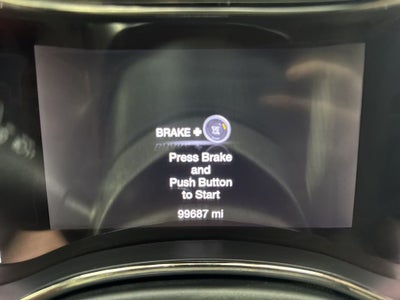 BRAKE +
Press Brake
and
Push Button
to Start
99687 mi